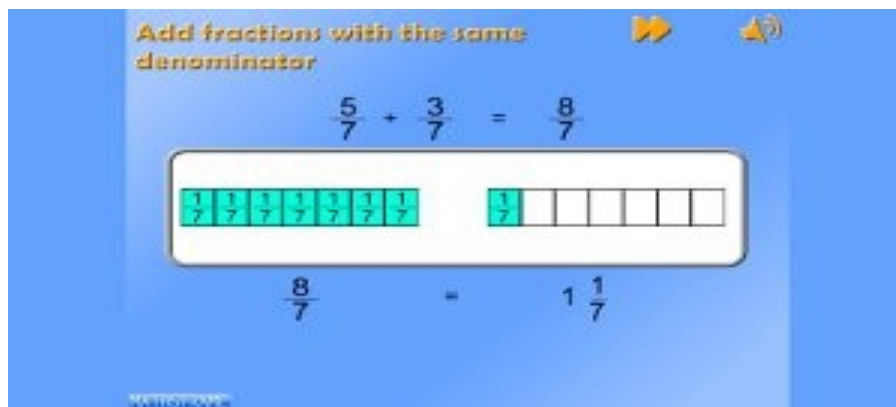 Add fractions with the same
denominator
5/7 + 3/7 = 8/7
1/7 1/7 1/7 1/7 1/7 1/7 1/7 1/7
8/7 = 1 1/7